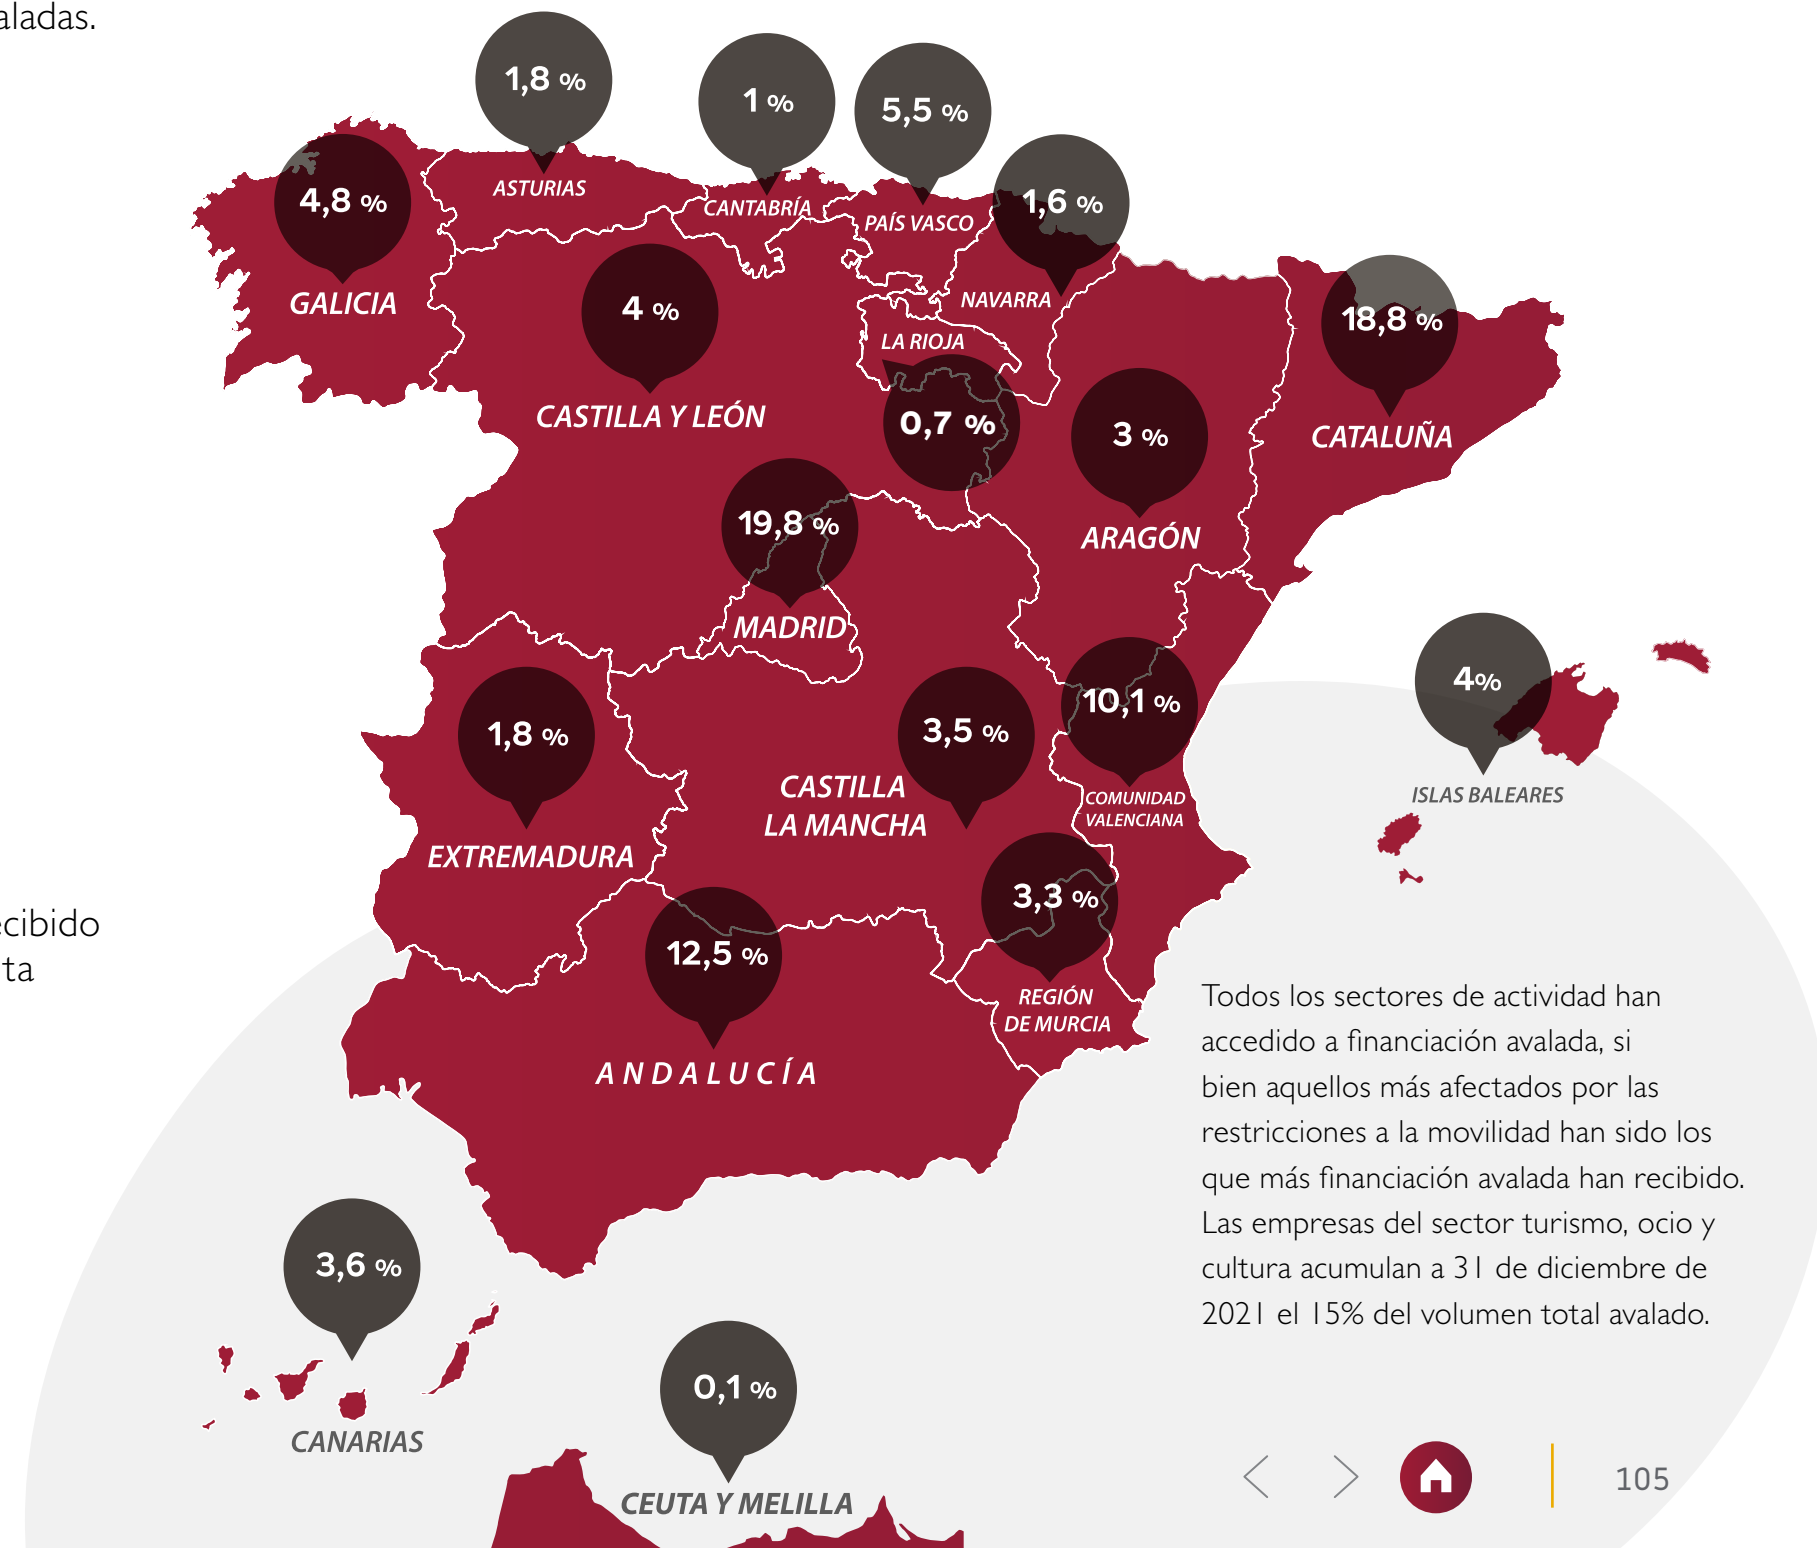 aladas.
1,8 %
1 %
5,5 %
1,6 %
4,8 %
ASTURIAS
CANTABRÍA
PAÍS VASCO
GALICIA
4 %
NAVARRA
18,8 %
LA RIOJA
CASTILLA Y LEÓN
0,7 %
3 %
CATALUÑA
19,8 %
ARAGÓN
MADRID
4%
1,8 %
3,5 %
10,1 %
CASTILLA
LA MANCHA
COMUNIDAD
VALENCIANA
ISLAS BALEARES
EXTREMADURA
3,3 %
ecibido
ta
12,5 %
REGIÓN
DE MURCIA
ANDALUCÍA
Todos los sectores de actividad han
accedido a financiación avalada, si
bien aquellos más afectados por las
restricciones a la movilidad han sido los
que más financiación avalada han recibido.
Las empresas del sector turismo, ocio y
cultura acumulan a 31 de diciembre de
2021 el 15% del volumen total avalado.
3,6 %
CANARIAS
0,1 %
CEUTA Y MELILLA
105